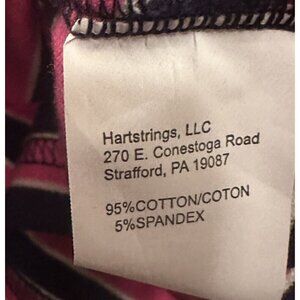 Hartstrings, LLC
270 E. Conestoga Road
Strafford, PA 19087
95%COTTON/COTON
5%SPANDEX